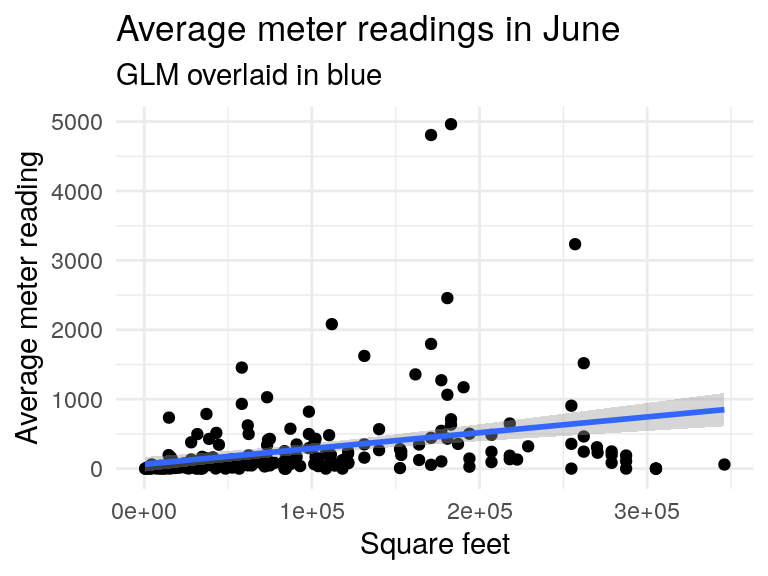 Average meter readings in June
GLM overlaid in blue
Average meter reading
5000
4000
3000
2000
1000
0
0e+00 1e+05 2e+05 3e+05
Square feet